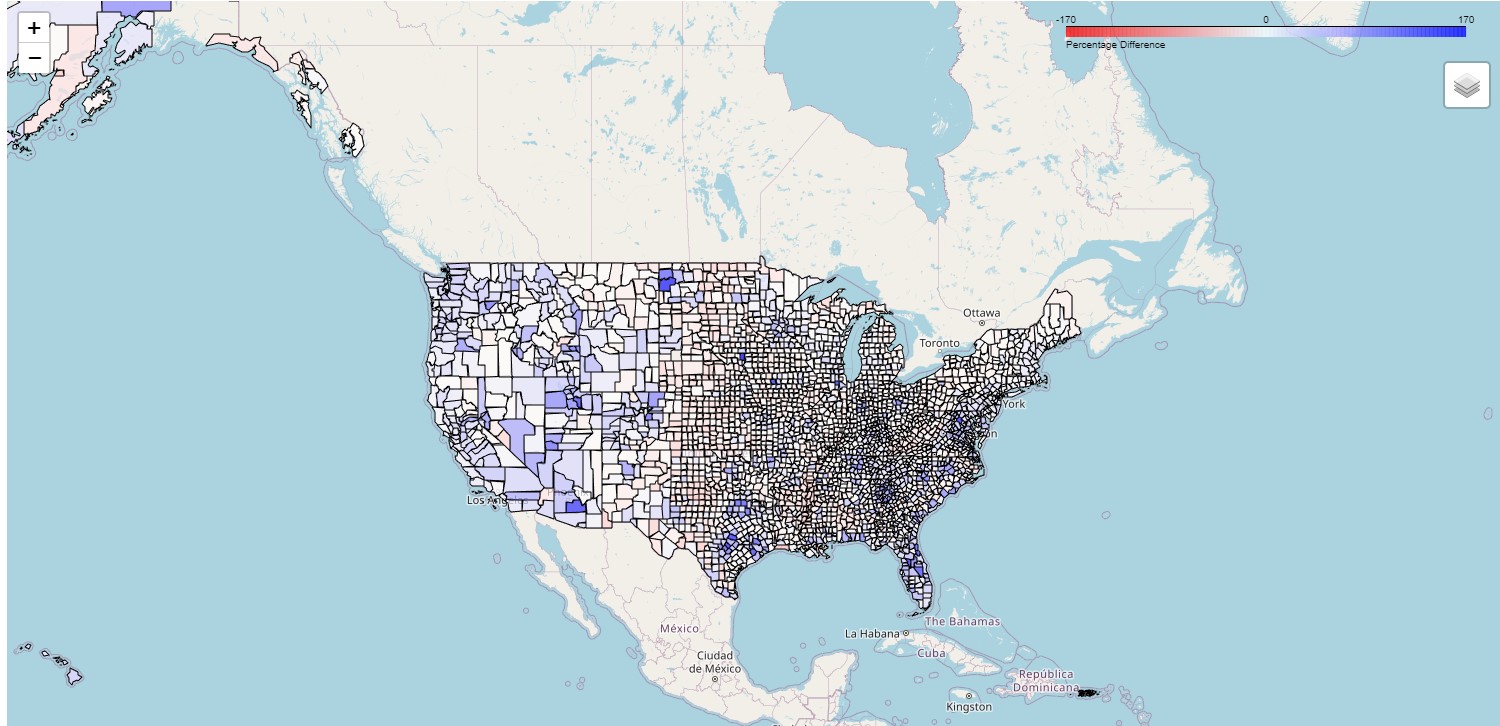 +
−
-170 0 170
Percentage Difference
Ottawa
Toronto
York
on
Los An
La Habana
The Bahamas
México
Cuba
Ciudad
de México
República
Dominicana
Kingston